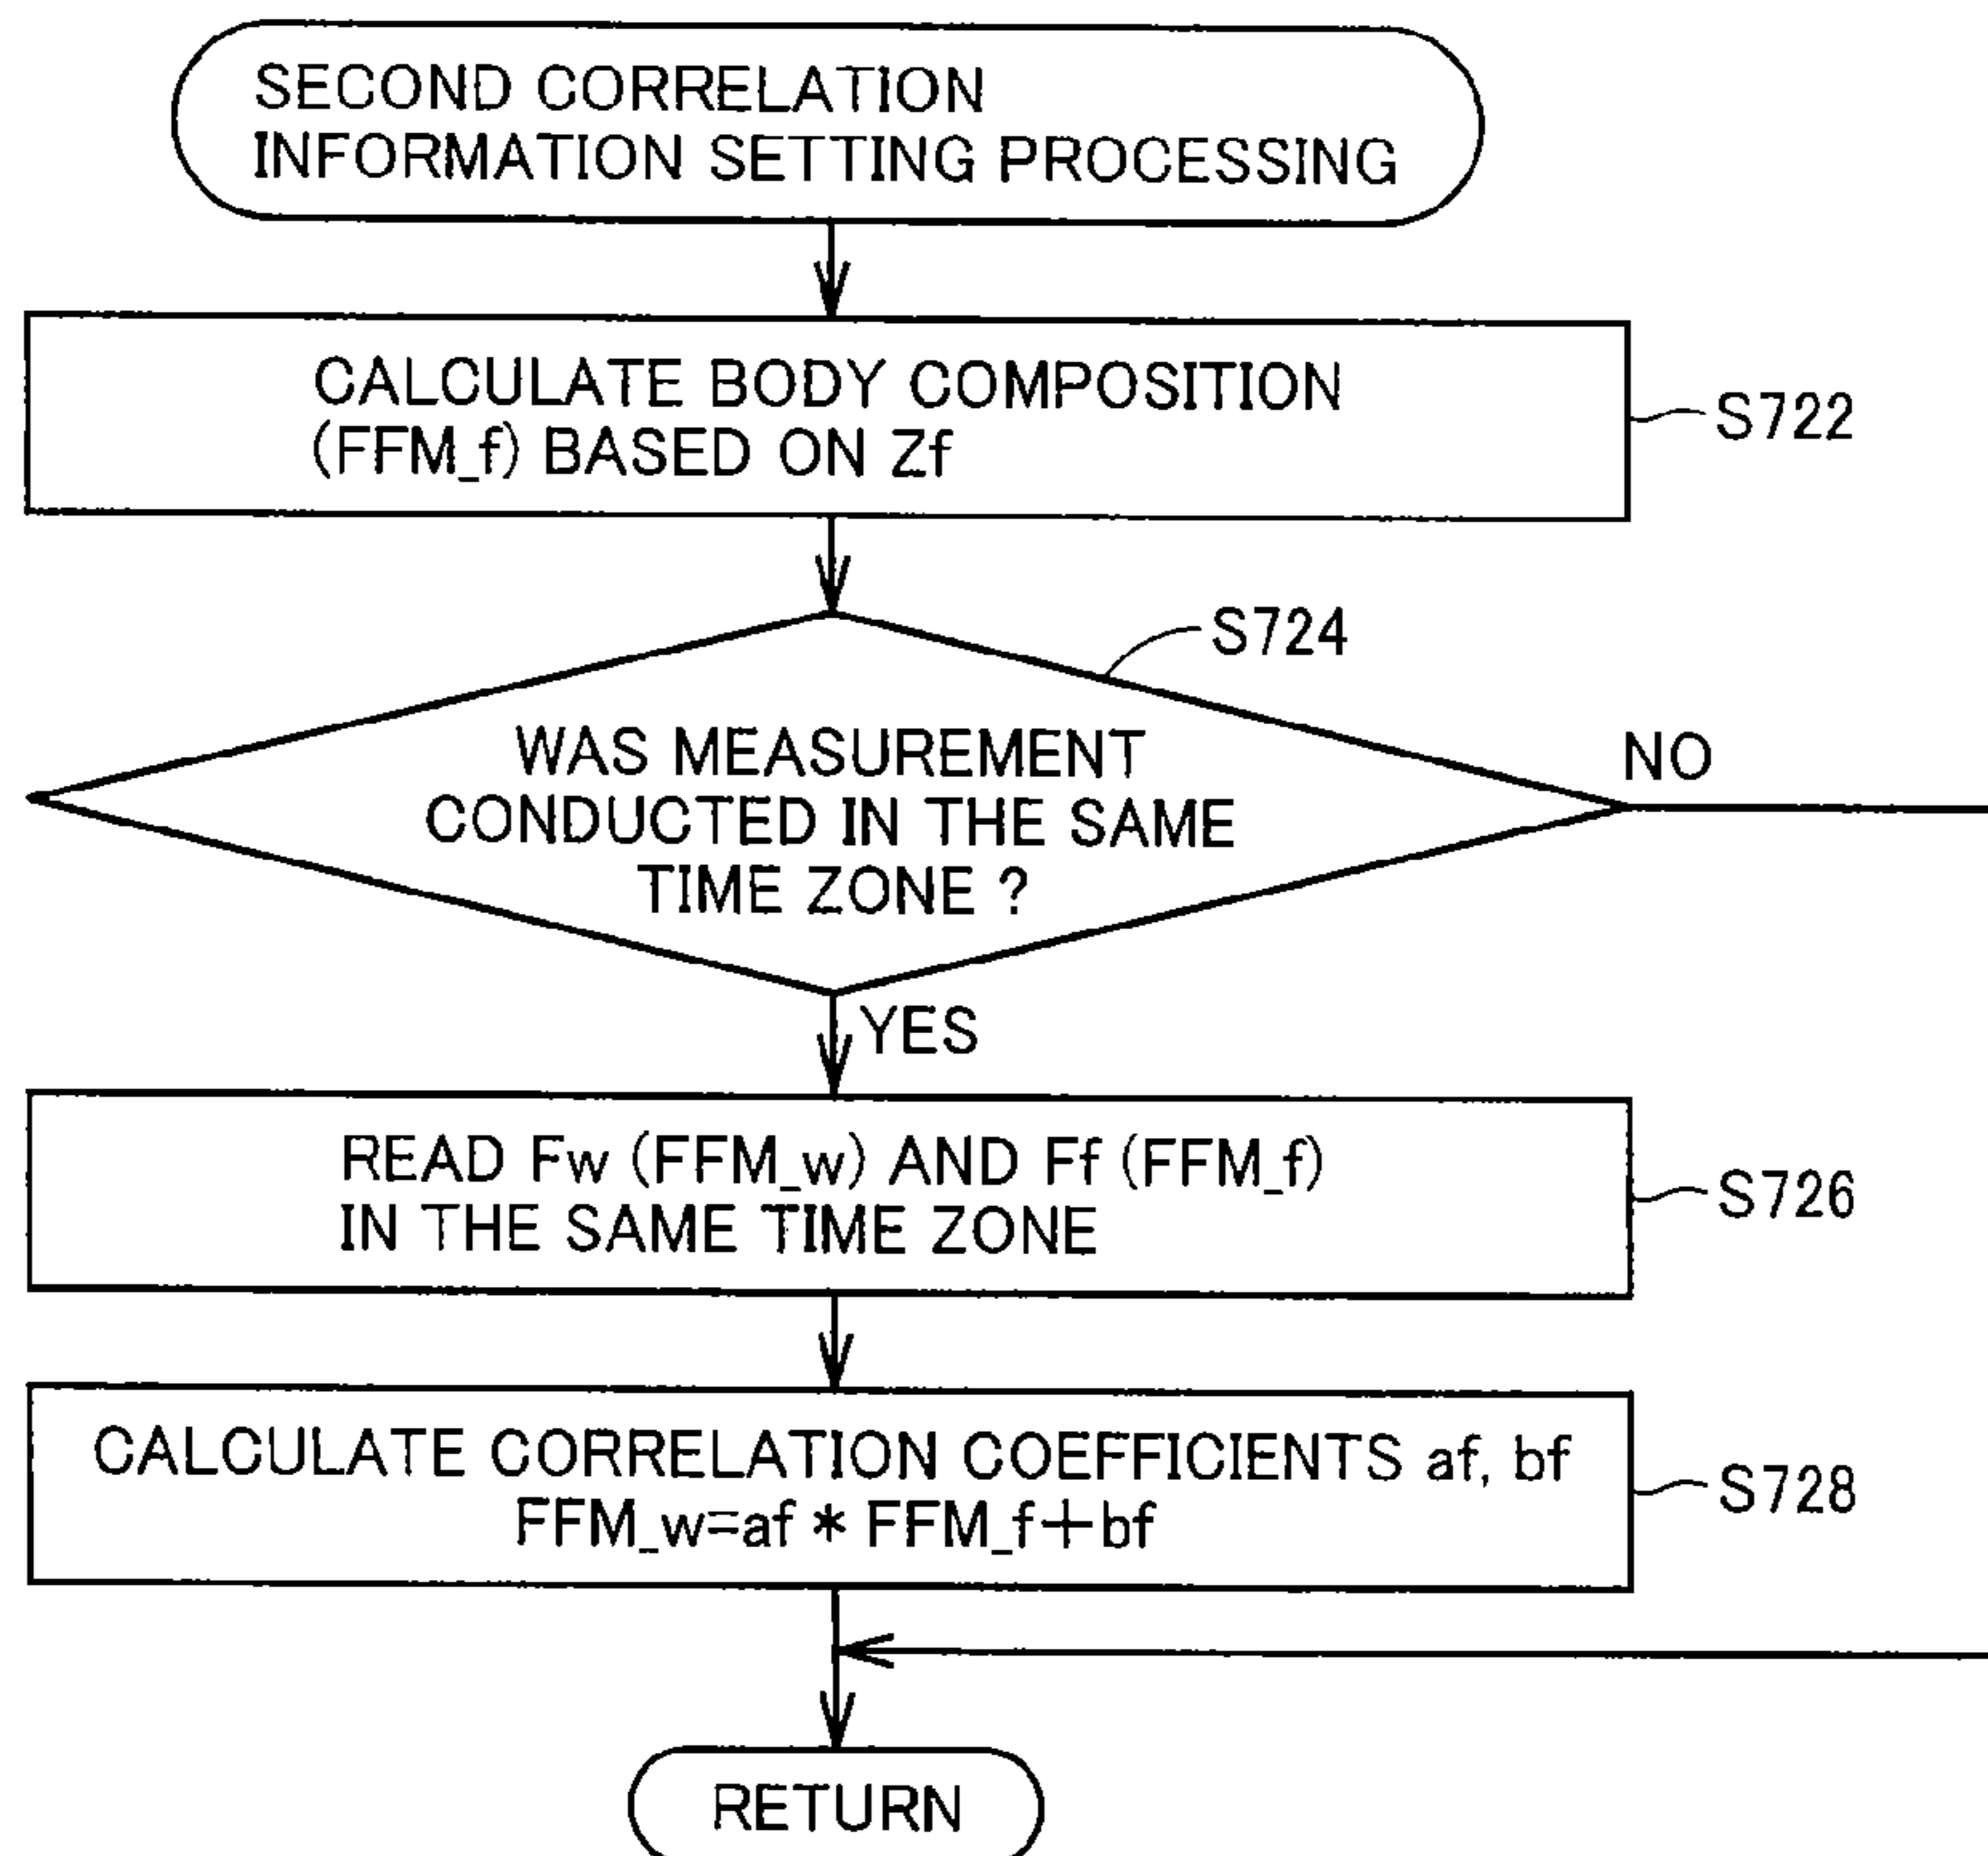 SECOND CORRELATION
INFORMATION SETTING PROCESSING
CALCULATE BODY COMPOSITION
(FFM_f) BASED ON Zf
S722
S724
WAS MEASUREMENT
CONDUCTED IN THE SAME
TIME ZONE ?
NO
YES
READ Fw (FFM_w) AND Ff (FFM_f)
IN THE SAME TIME ZONE
S726
CALCULATE CORRELATION COEFFICIENTS af, bf
FFM_w=af * FFM_f+bf
S728
RETURN